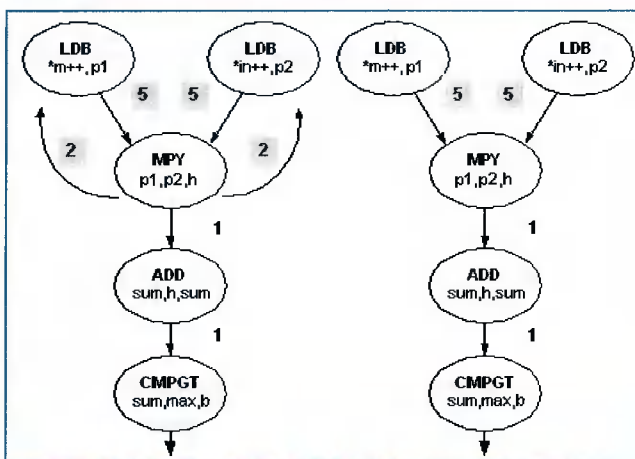 LDB
*m++,p1
LDB
*in++,p2
5
5
2
2
MPY
p1,p2,h
1
ADD
sum,h,sum
1
CMPGT
sum,max,b
LDB
*m++,p1
LDB
*in++,p2
5
5
MPY
p1,p2,h
1
ADD
sum,h,sum
1
CMPGT
sum,max,b